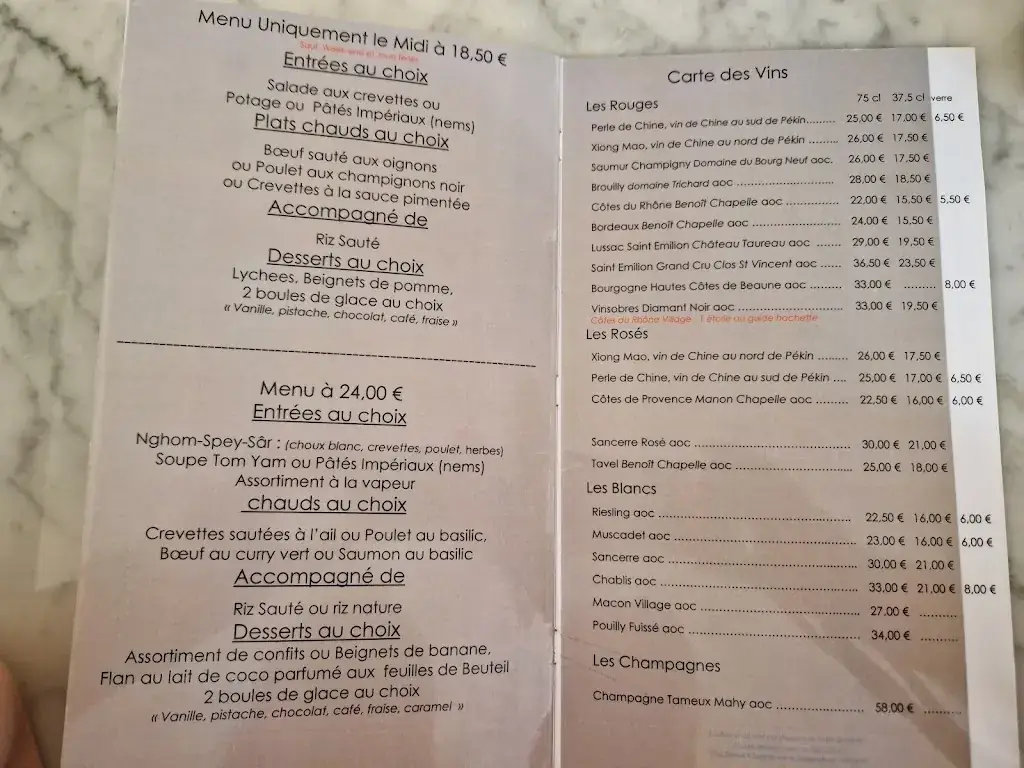 Menu Uniquement le Midi à 18,50 €
Sauf Week-end et jours fériés
Entrées au choix
Salade aux crevettes ou
Potage ou Pâtés Impériaux (nems)
Plats chauds au choix
Bœuf sauté aux oignons
ou Poulet aux champignons noir
ou Crevettes à la sauce pimentée
Accompagné de
Riz Sauté
Desserts au choix
Lychees, Beignets de pomme,
2 boules de glace au choix
« Vanille, pistache, chocolat, café, fraise »
Menu à 24,00 €
Entrées au choix
Nghom-Spey-Sâr : (choux blanc, crevettes, poulet, herbes)
Soupe Tom Yam ou Pâtés Impériaux (nems)
Assortiment à la vapeur
chauds au choix
Crevettes sautées à l'ail ou Poulet au basilic,
Bœuf au curry vert ou Saumon au basilic
Accompagné de
Riz Sauté ou riz nature
Desserts au choix
Assortiment de confits ou Beignets de banane,
Flan au lait de coco parfumé aux feuilles de Beuteil
2 boules de glace au choix
« Vanille, pistache, chocolat, café, fraise, caramel »
Carte des Vins
Les Rouges 75 cl 37,5 cl verre
Perle de Chine, vin de Chine au sud de Pékin......... 25,00 € 17,00 € 6,50 €
Xiong Mao, vin de Chine au nord de Pékin ......... 26,00 € 17,50 €
Saumur Champigny Domaine du Bourg Neuf aoc. 26,00 € 17,50 €
Brouilly domaine Trichard aoc ............................. 28,00 € 18,50 €
Côtes du Rhône Benoît Chapelle aoc ................ 22,00 € 15,50 € 5,50 €
Bordeaux Benoît Chapelle aoc .......................... 24,00 € 15,50 €
Lussac Saint Emilion Château Taureau aoc ....... 29,00 € 19,50 €
Saint Emilion Grand Cru Clos St Vincent aoc ...... 36,50 € 23,50 €
Bourgogne Hautes Côtes de Beaune aoc ......... 33,00 € ......... 8,00 €
Vinsobres Diamant Noir aoc ............................... 33,00 € 19,50 €
Côtes du Rhône Village 1 étoile au guide hachette
Les Rosés
Xiong Mao, vin de Chine au nord de Pékin ......... 26,00 € 17,50 €
Perle de Chine, vin de Chine au sud de Pékin .... 25,00 € 17,00 € 6,50 €
Côtes de Provence Manon Chapelle aoc ......... 22,50 € 16,00 € 6,00 €
Sancerre Rosé aoc ............................................... 30,00 € 21,00 €
Tavel Benoît Chapelle aoc ................................... 25,00 € 18,00 €
Les Blancs
Riesling aoc ........................................................... 22,50 € 16,00 € 6,00 €
Muscadet aoc ....................................................... 23,00 € 16,00 € 6,00 €
Sancerre aoc ......................................................... 30,00 € 21,00 €
Chablis aoc ............................................................ 33,00 € 21,00 € 8,00 €
Macon Village aoc ................................................ 27,00 € .........
Pouilly Fuissé aoc ................................................... 34,00 € .........
Les Champagnes
Champagne Tameux Mahy aoc ......................... 58,00 € .........